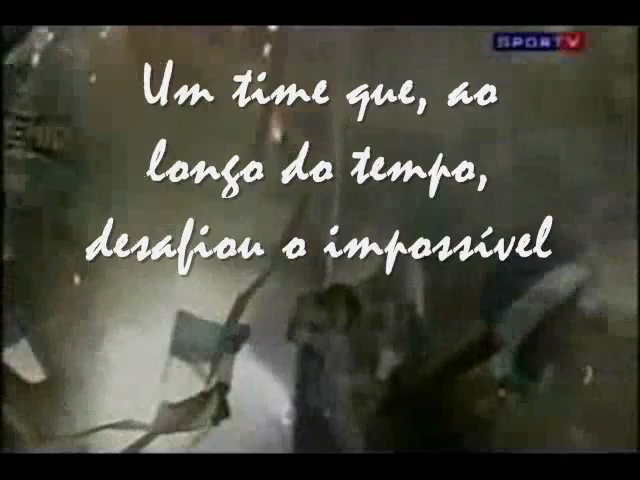 SPORTV
Um time que, ao
longo do tempo,
desafiou o impossível